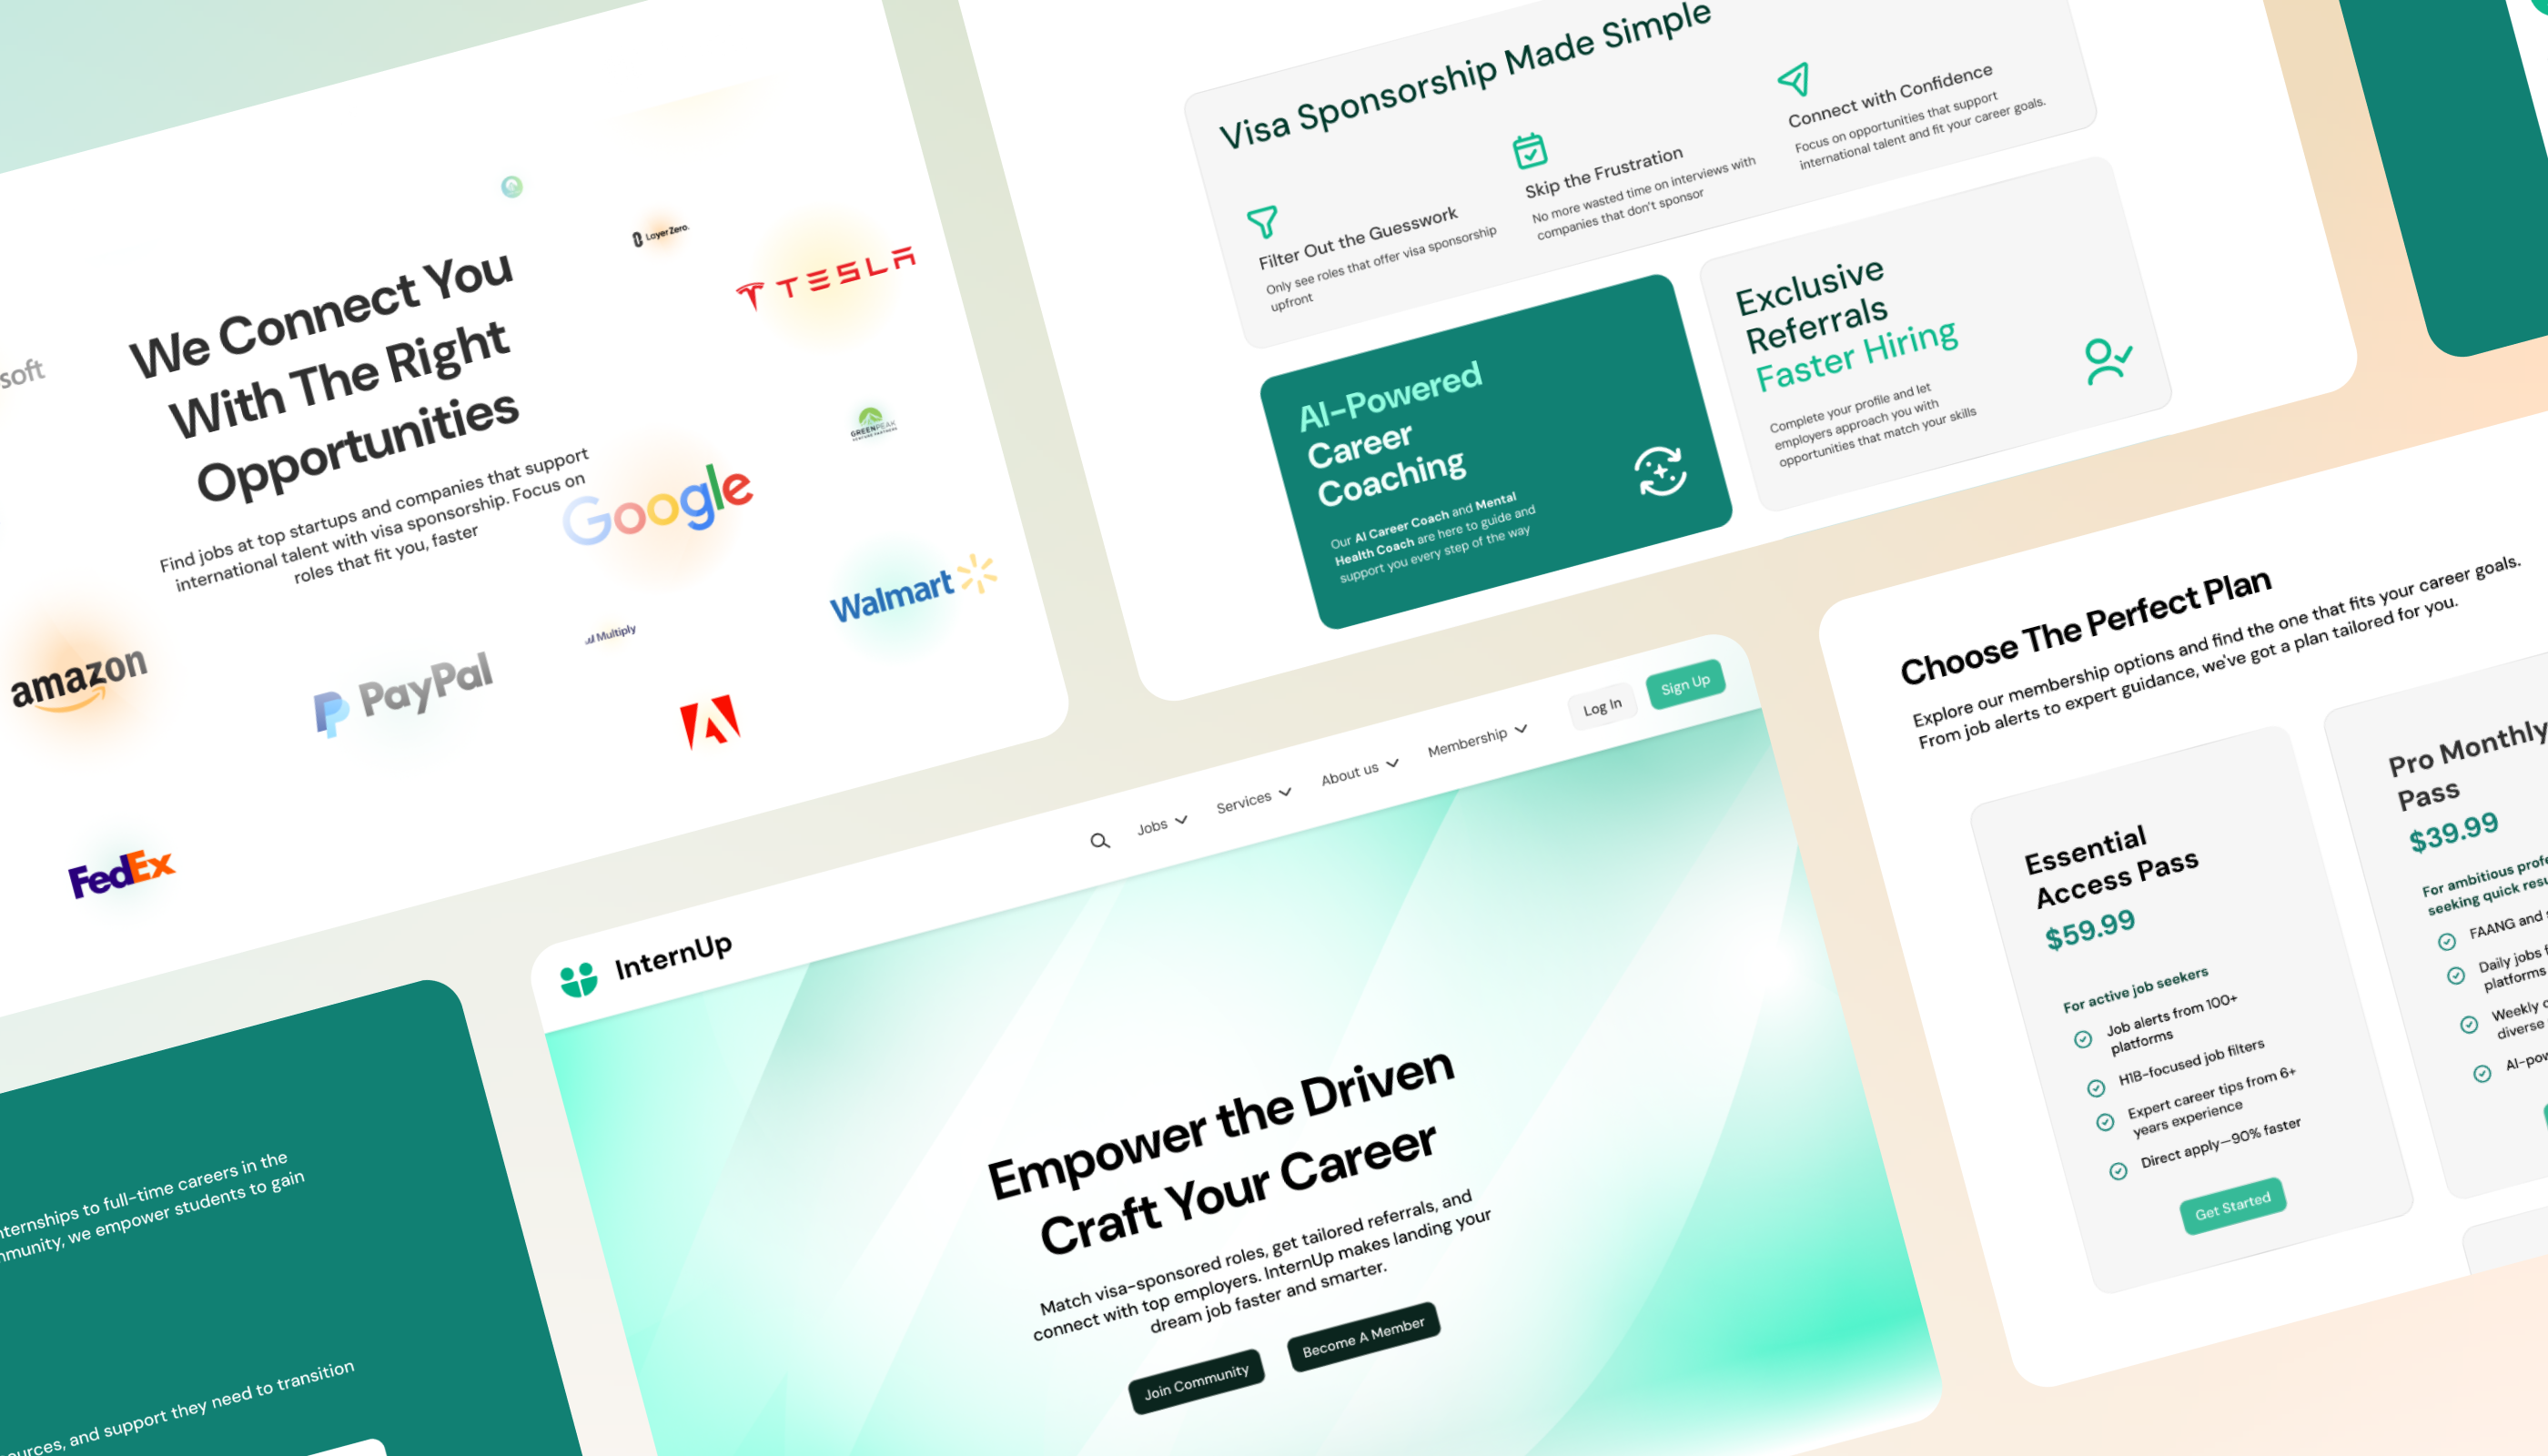 We Connect You
With The Right
Opportunities
Find jobs at top startups and companies that support
international talent with visa sponsorship. Focus on
roles that fit you, faster
soft
LayerZero.
TESLA
GREENPEAK
VENTURE PARTNERS
Google
Walmart
Multiply
amazon
PayPal
FedEx
Visa Sponsorship Made Simple
Filter Out the Guesswork
Only see roles that offer visa sponsorship
upfront
Skip the Frustration
No more wasted time on interviews with
companies that don't sponsor
Connect with Confidence
Focus on opportunities that support
international talent and fit your career goals.
AI-Powered
Career
Coaching
Our AI Career Coach and Mental
Health Coach are here to guide and
support you every step of the way
Exclusive
Referrals
Faster Hiring
Complete your profile and let
employers approach you with
opportunities that match your skills
nternships to full-time careers in the
mmunity, we empower students to gain
ources, and support they need to transition
InternUp
Jobs
Services
About us
Membership
Log In
Sign Up
Empower the Driven
Craft Your Career
Match visa-sponsored roles, get tailored referrals, and
connect with top employers. InternUp makes landing your
dream job faster and smarter.
Join Community
Become A Member
Choose The Perfect Plan
Explore our membership options and find the one that fits your career goals.
From job alerts to expert guidance, we've got a plan tailored for you.
Essential
Access Pass
$59.99
For active job seekers
Job alerts from 100+
platforms
H1B-focused job filters
Expert career tips from 6+
years experience
Direct apply—90% faster
Get Started
Pro Monthly
Pass
$39.99
For ambitious profe
seeking quick resu
FAANG and
Daily jobs
platforms
Weekly
diverse
AI-pow